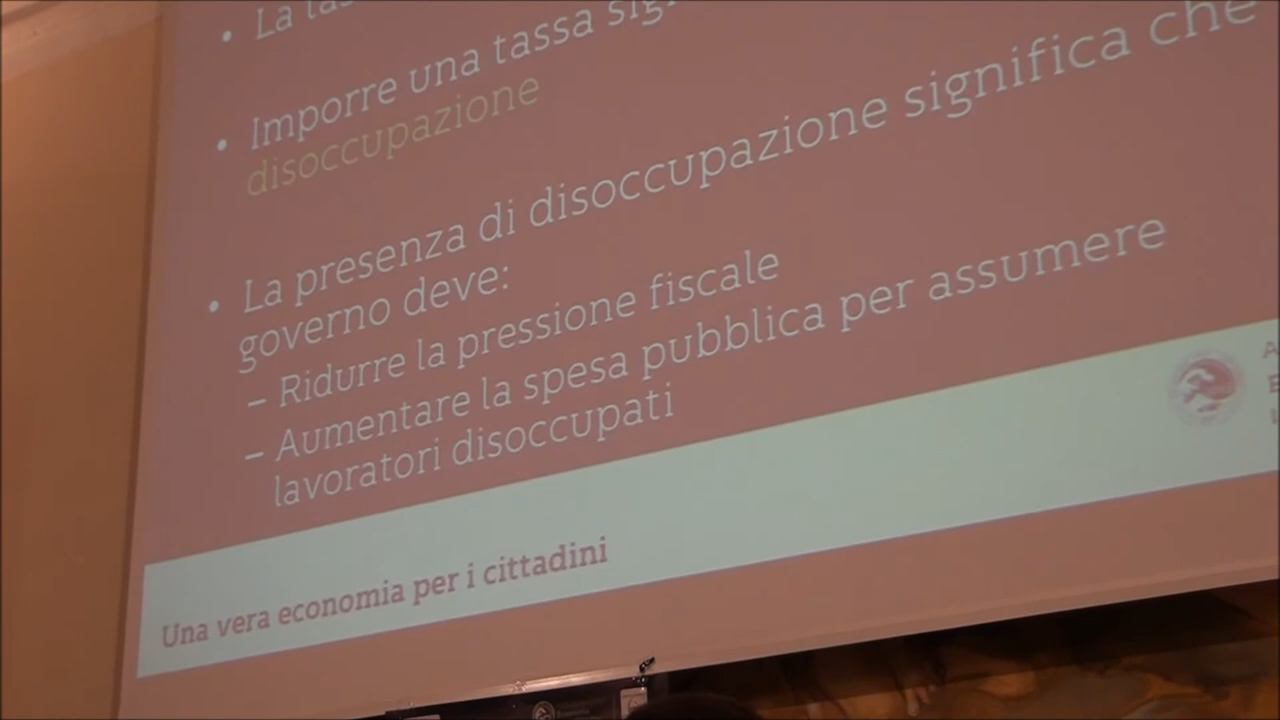 • La
• Imporre una tassa
disoccupazione
• La presenza di disoccupazione significa che
governo deve:
– Ridurre la pressione fiscale
– Aumentare la spesa pubblica per assumere
lavoratori disoccupati
Una vera economia per i cittadini